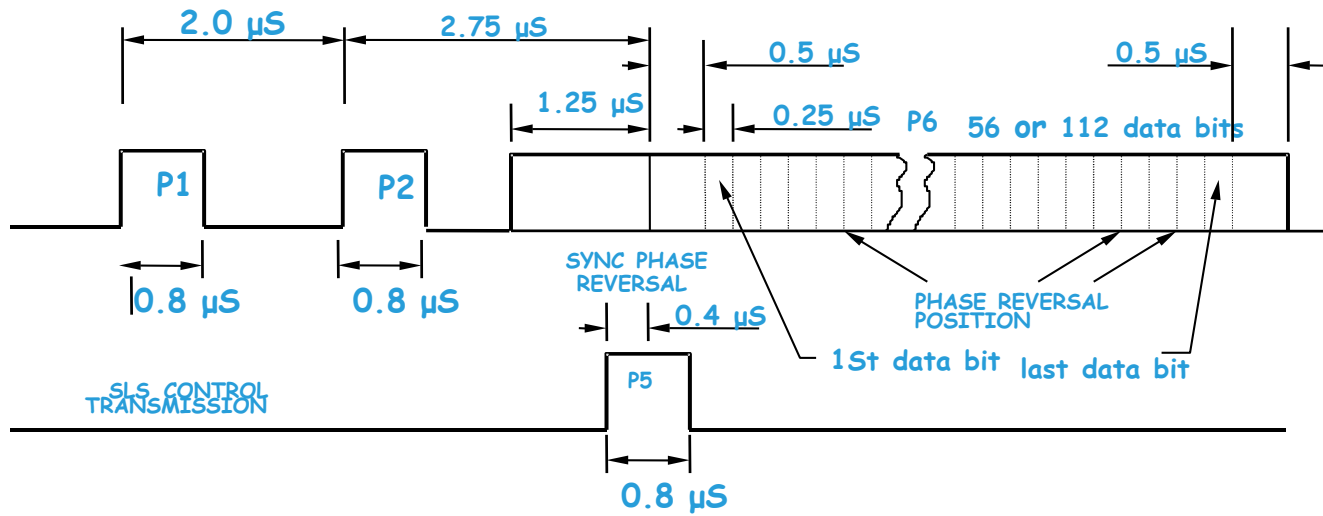 2.0 µS
2.75 µS
0.5 µS
0.5 µS
1.25 µS
0.25 µS
P6
56 or 112 data bits
P1
P2
SYNC PHASE
REVERSAL
0.8 µS
0.8 µS
PHASE REVERSAL
POSITION
0.4 µS
1St data bit
last data bit
P5
SLS CONTROL
TRANSMISSION
0.8 µS